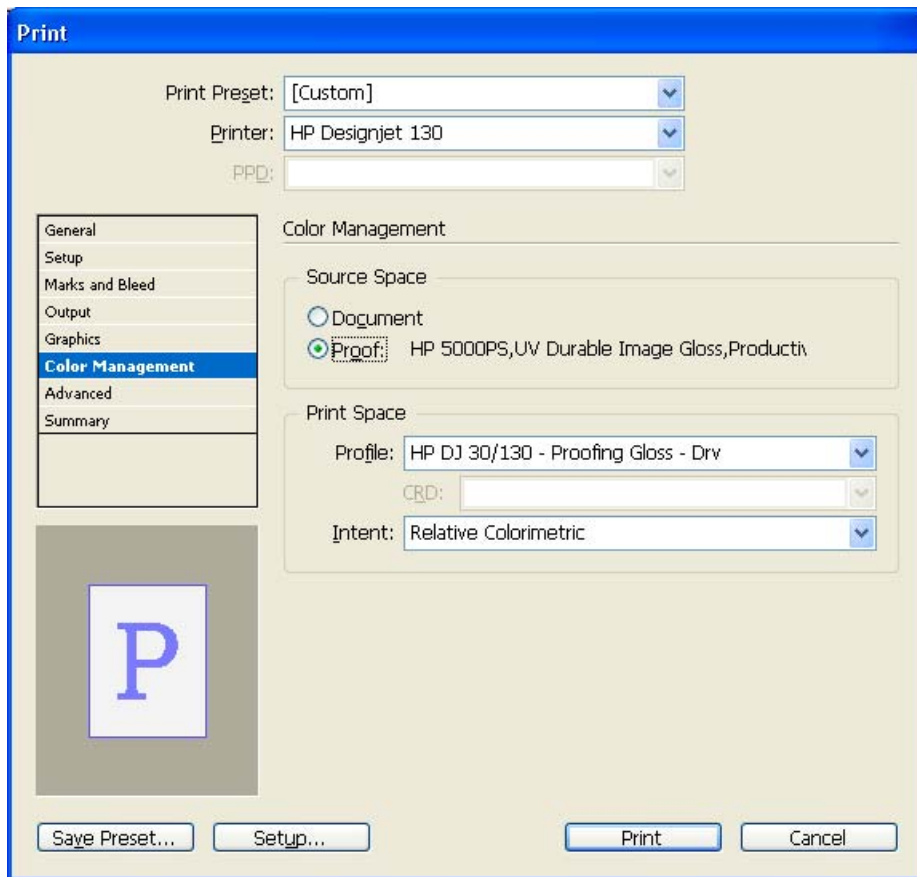 Print
Print Preset: [Custom]
Printer: HP Designjet 130
PPD:
General
Setup
Marks and Bleed
Output
Graphics
Color Management
Advanced
Summary
Color Management
Source Space
Document
Proof: HP 5000PS,UV Durable Image Gloss,Productiv
Print Space
Profile: HP DJ 30/130 - Proofing Gloss - Drv
CRD:
Intent: Relative Colorimetric
P
Save Preset...
Setup...
Print
Cancel